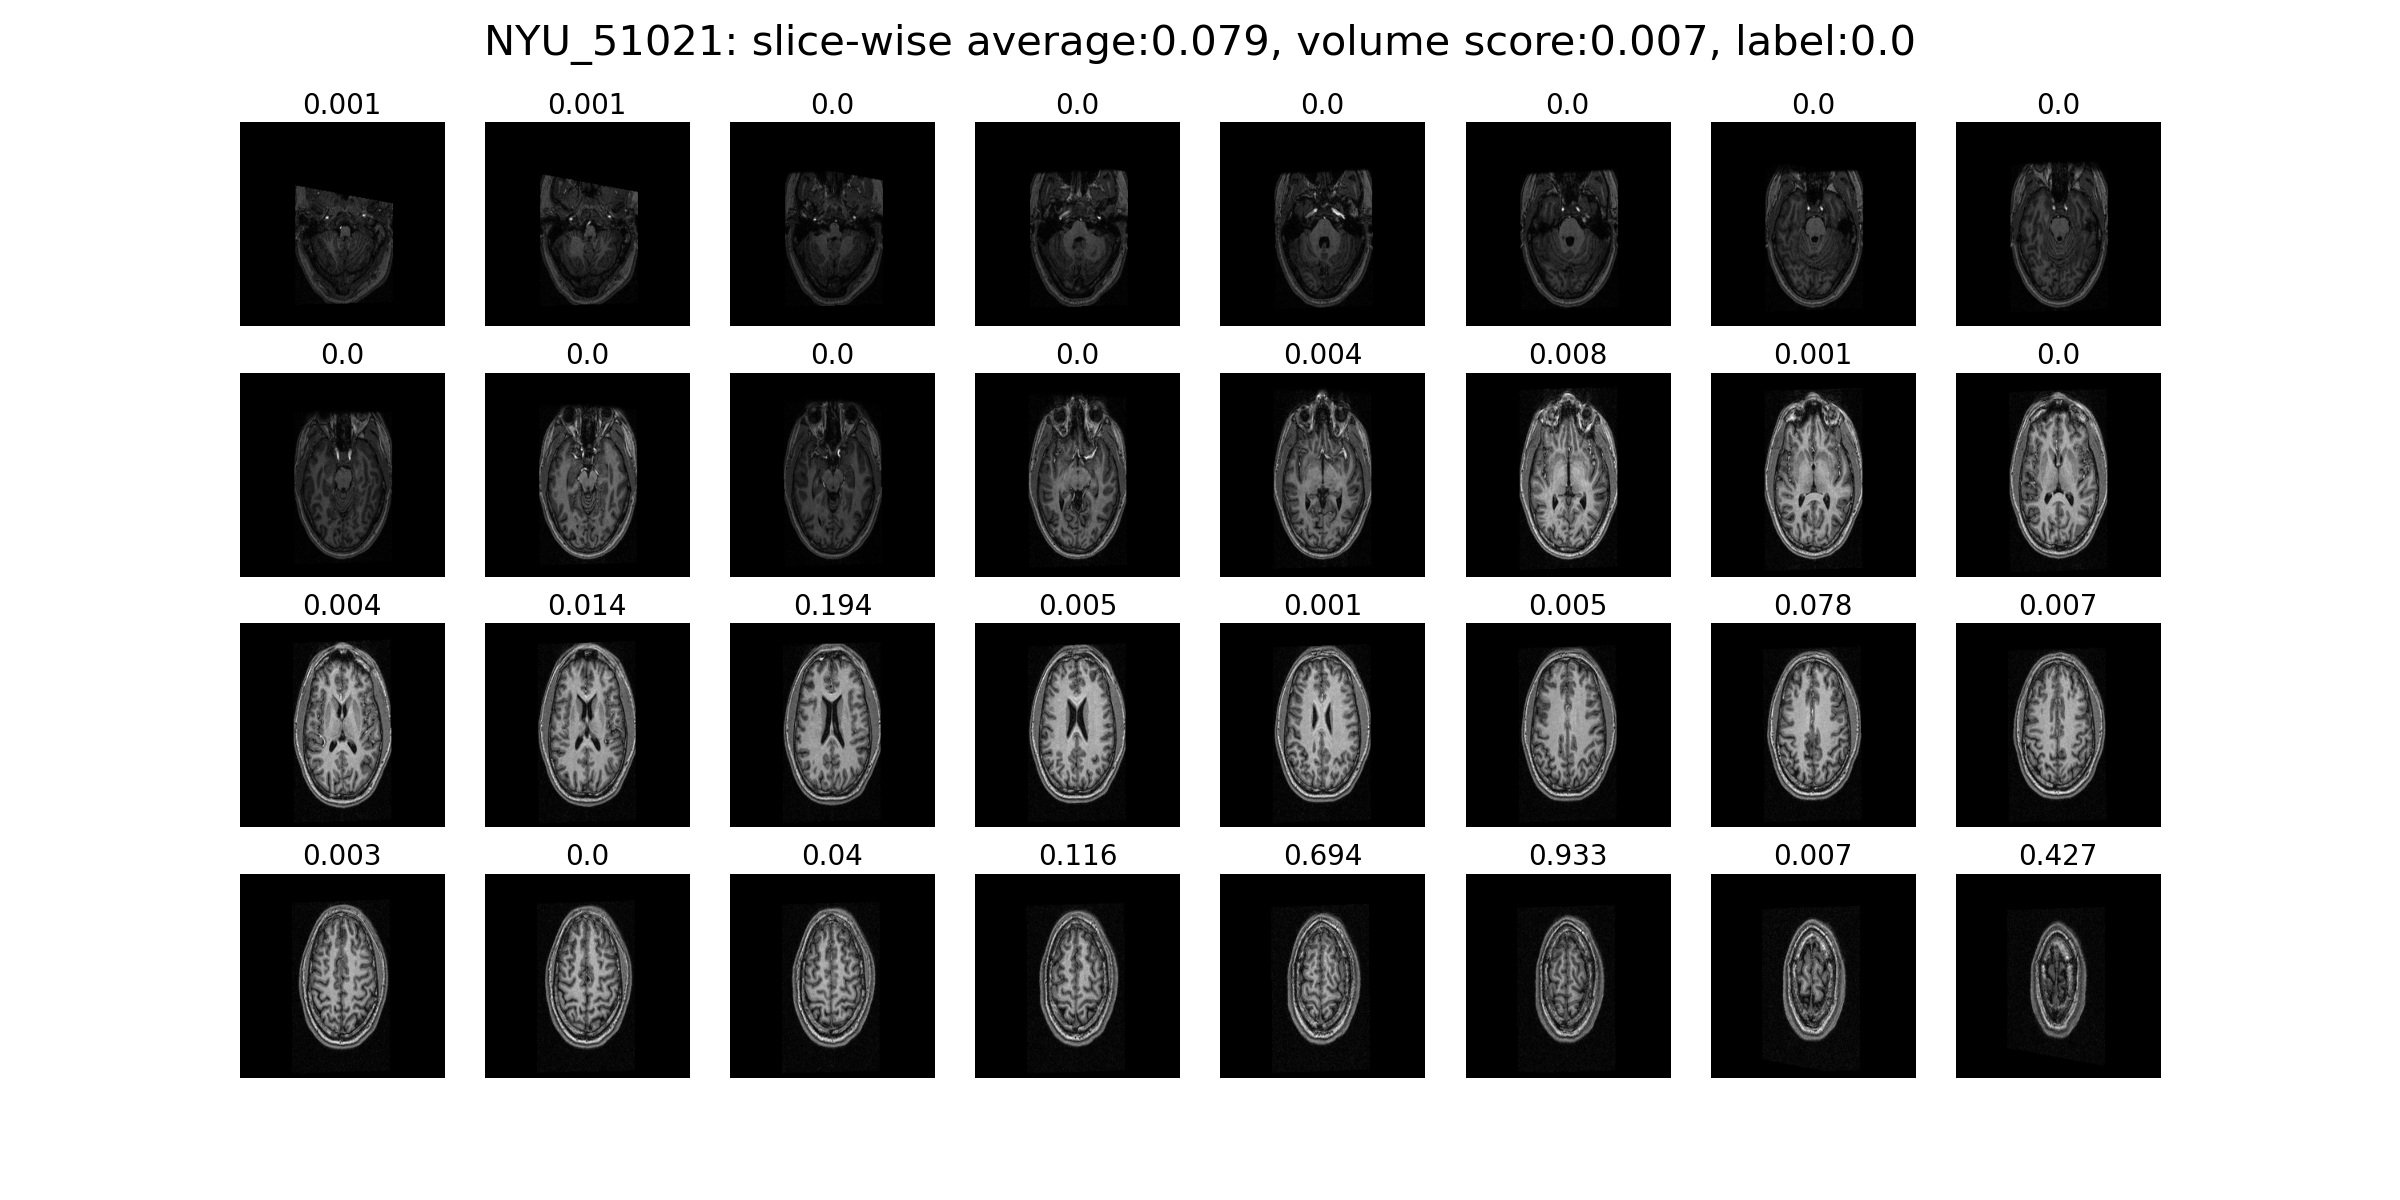 NYU_51021: slice-wise average:0.079, volume score:0.007, label:0.0
0.001 0.001 0.0 0.0 0.0 0.0 0.0 0.0
0.0 0.0 0.0 0.0 0.004 0.008 0.001 0.0
0.004 0.014 0.194 0.005 0.001 0.005 0.078 0.007
0.003 0.0 0.04 0.116 0.694 0.933 0.007 0.427